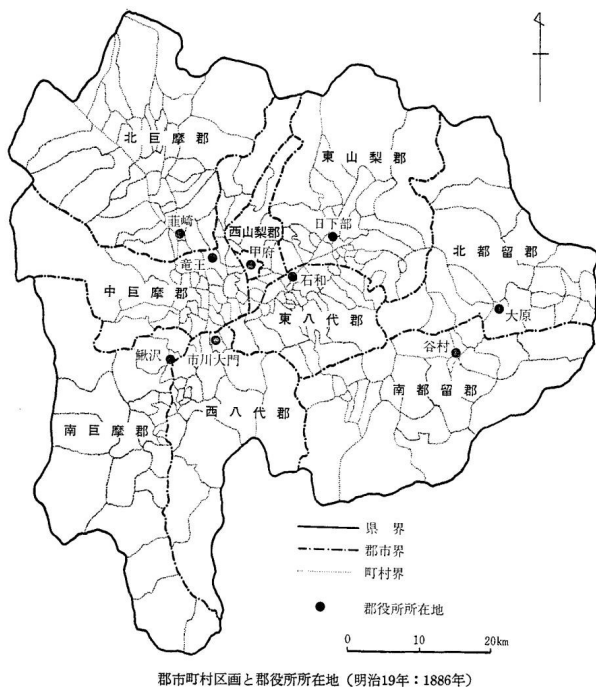 北巨摩郡
東山梨郡
韮崎
西山梨郡
日下部
北都留郡
竜王
甲府
石和
中巨摩郡
東八代郡
大原
鰍沢
市川大門
谷村
南都留郡
西八代郡
南巨摩郡
県界
郡市界
町村界
郡役所所在地
0 10 20km
郡市町村区画と郡役所所在地（明治19年：1886年）